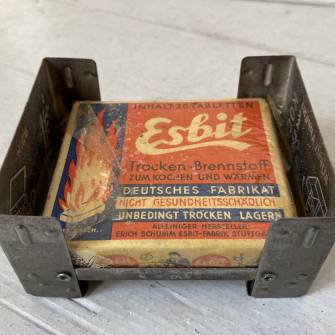 INHALT 20 TABLETTEN
Esbit
Trocken-Brennstoff
ZUM KOCHEN UND WÄRMEN
DEUTSCHES FABRIKAT
NICHT GESUNDHEITSSCHÄDLICH
UNBEDINGT TROCKEN LAGERN
ALLEINIGER HERSTELLER:
ERICH SCHUMM ESBIT-FABRIK, STUTTGART